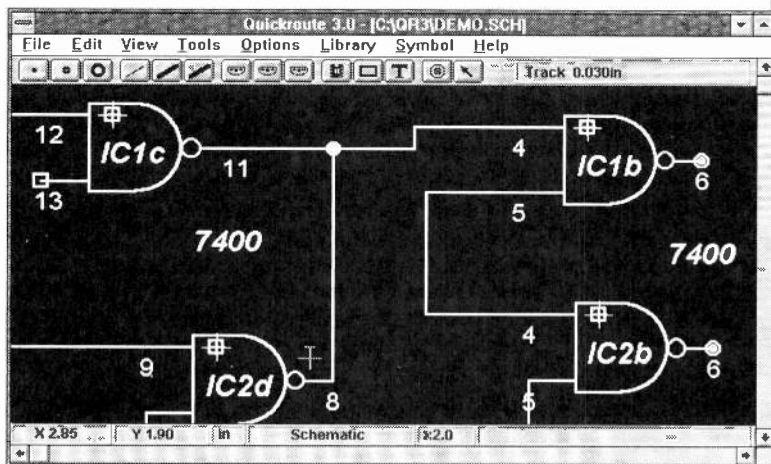 Quickroute 3.0 - [C:\QR3\DEMO.SCH]
File Edit View Tools Options Library Symbol Help
T Track 0.030in
12 IC1c 11 4 IC1b 6
13 5
7400 7400
4
9 IC2d 8 5 IC2b 6
X 2.85 Y 1.90 in Schematic x:2.0